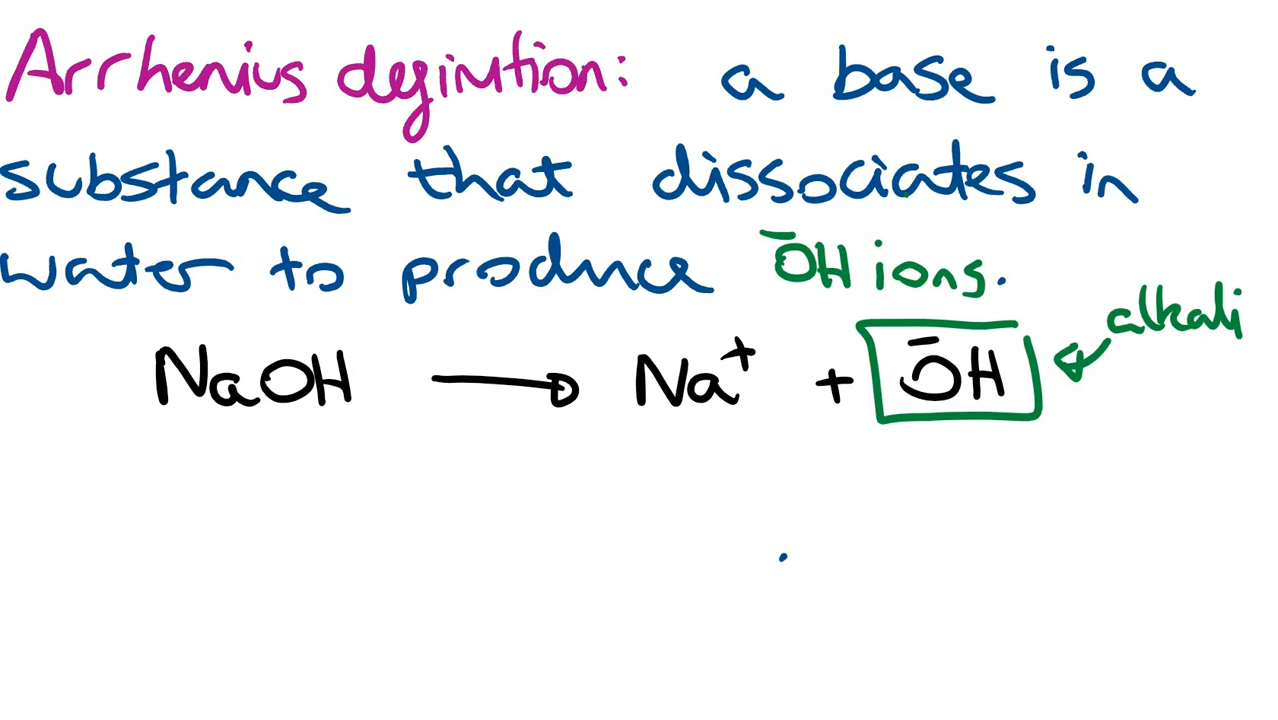 Arrhenius definition: a base is a
substance that dissociates in
water to produce ⁻OH ions.
alkali
NaOH → Na⁺ + ⁻OH